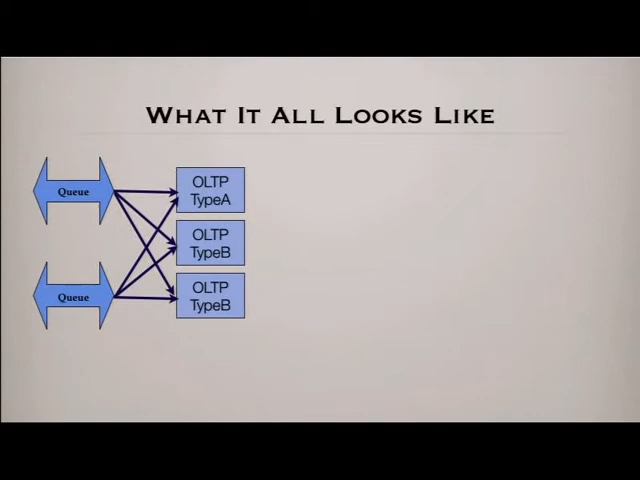 What It All Looks Like
Queue
OLTP
TypeA
OLTP
TypeB
Queue
OLTP
TypeB